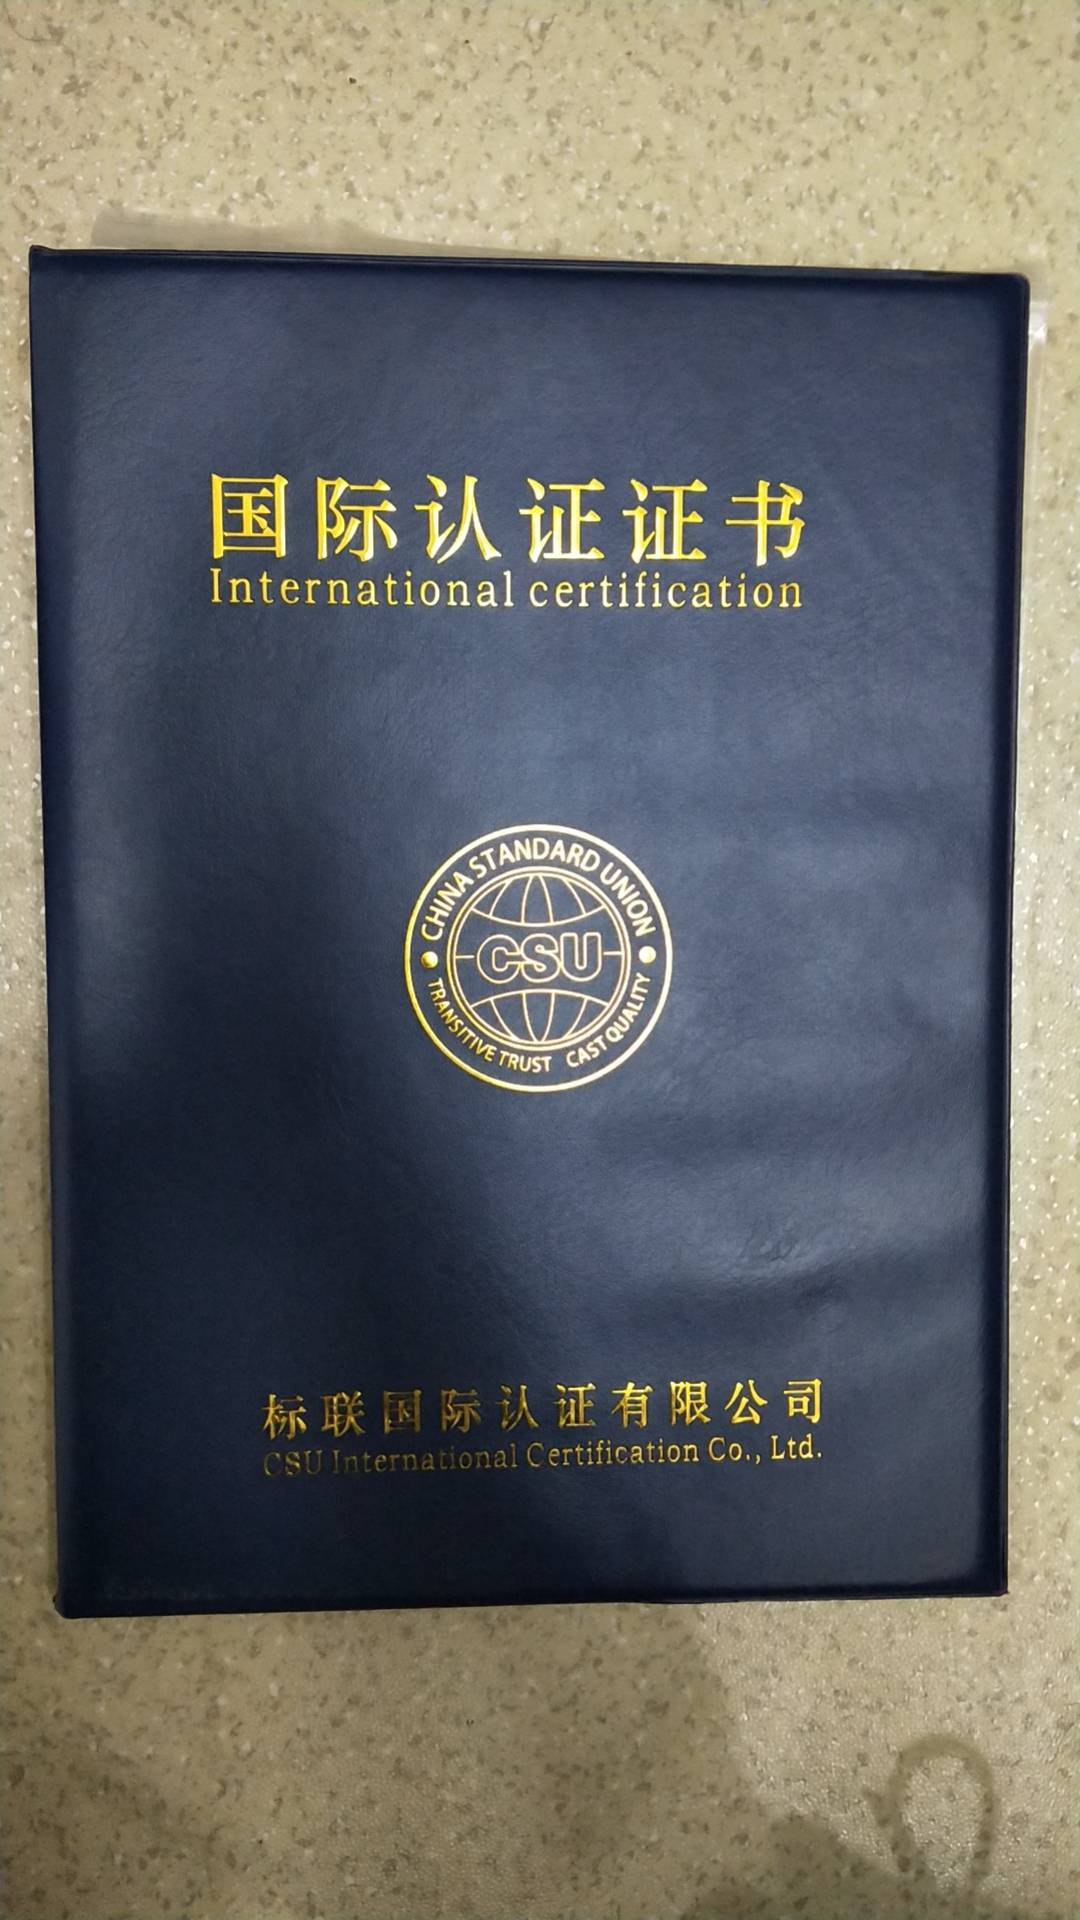 国际认证证书
International certification
CHINA STANDARD UNION
CSU
TRANSITIVE TRUST CAST QUALITY
标联国际认证有限公司
CSU International Certification Co., Ltd.